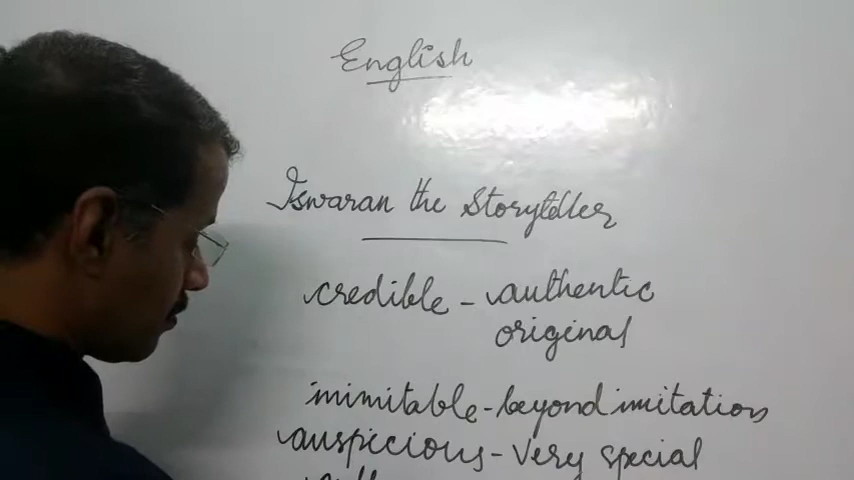 English
Iswaran the Storyteller
credible - authentic
original
inimitable - beyond imitation
auspicious - very special